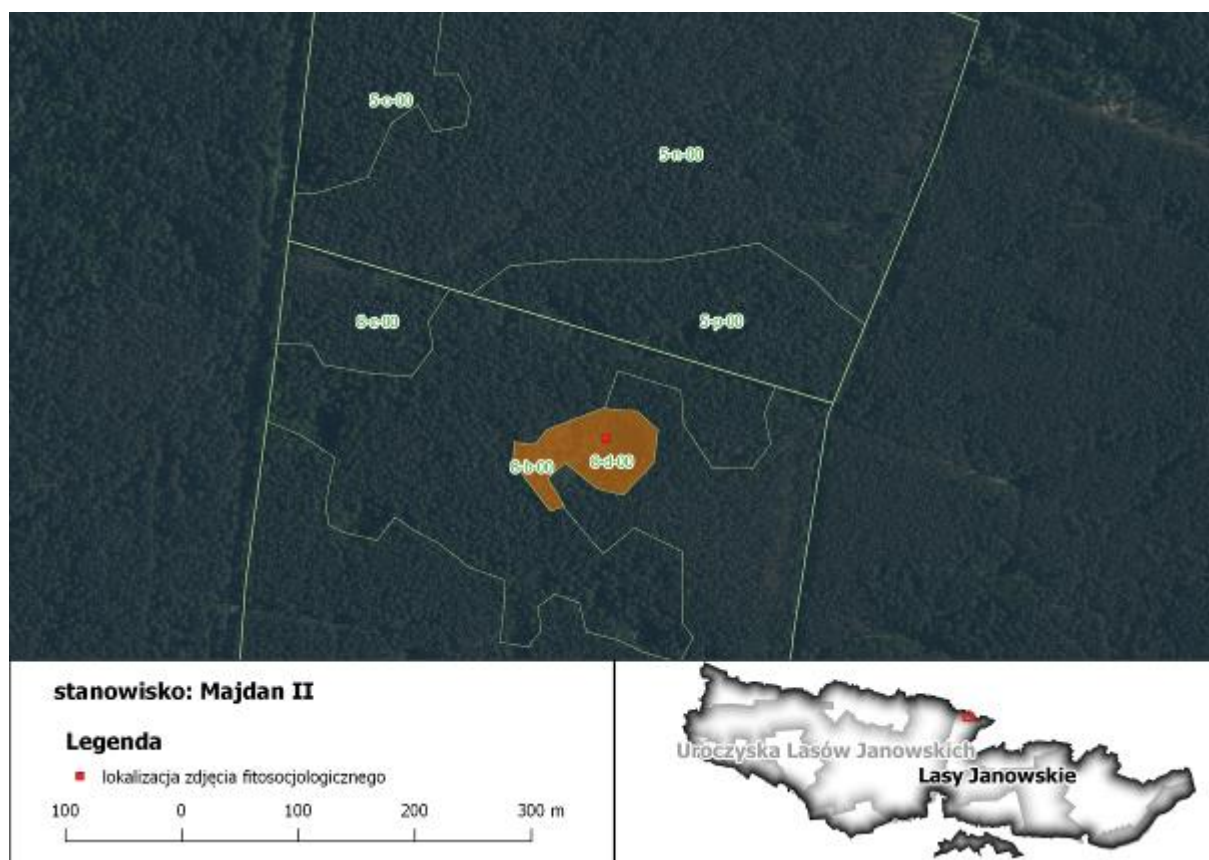 5-o-00
5-n-00
8-a-00
5-p-00
8-b-00
8-d-00
stanowisko: Majdan II
Legenda
lokalizacja zdjęcia fitosocjologicznego
100 0 100 200 300 m
Uroczyska Lasów Janowskich
Lasy Janowskie